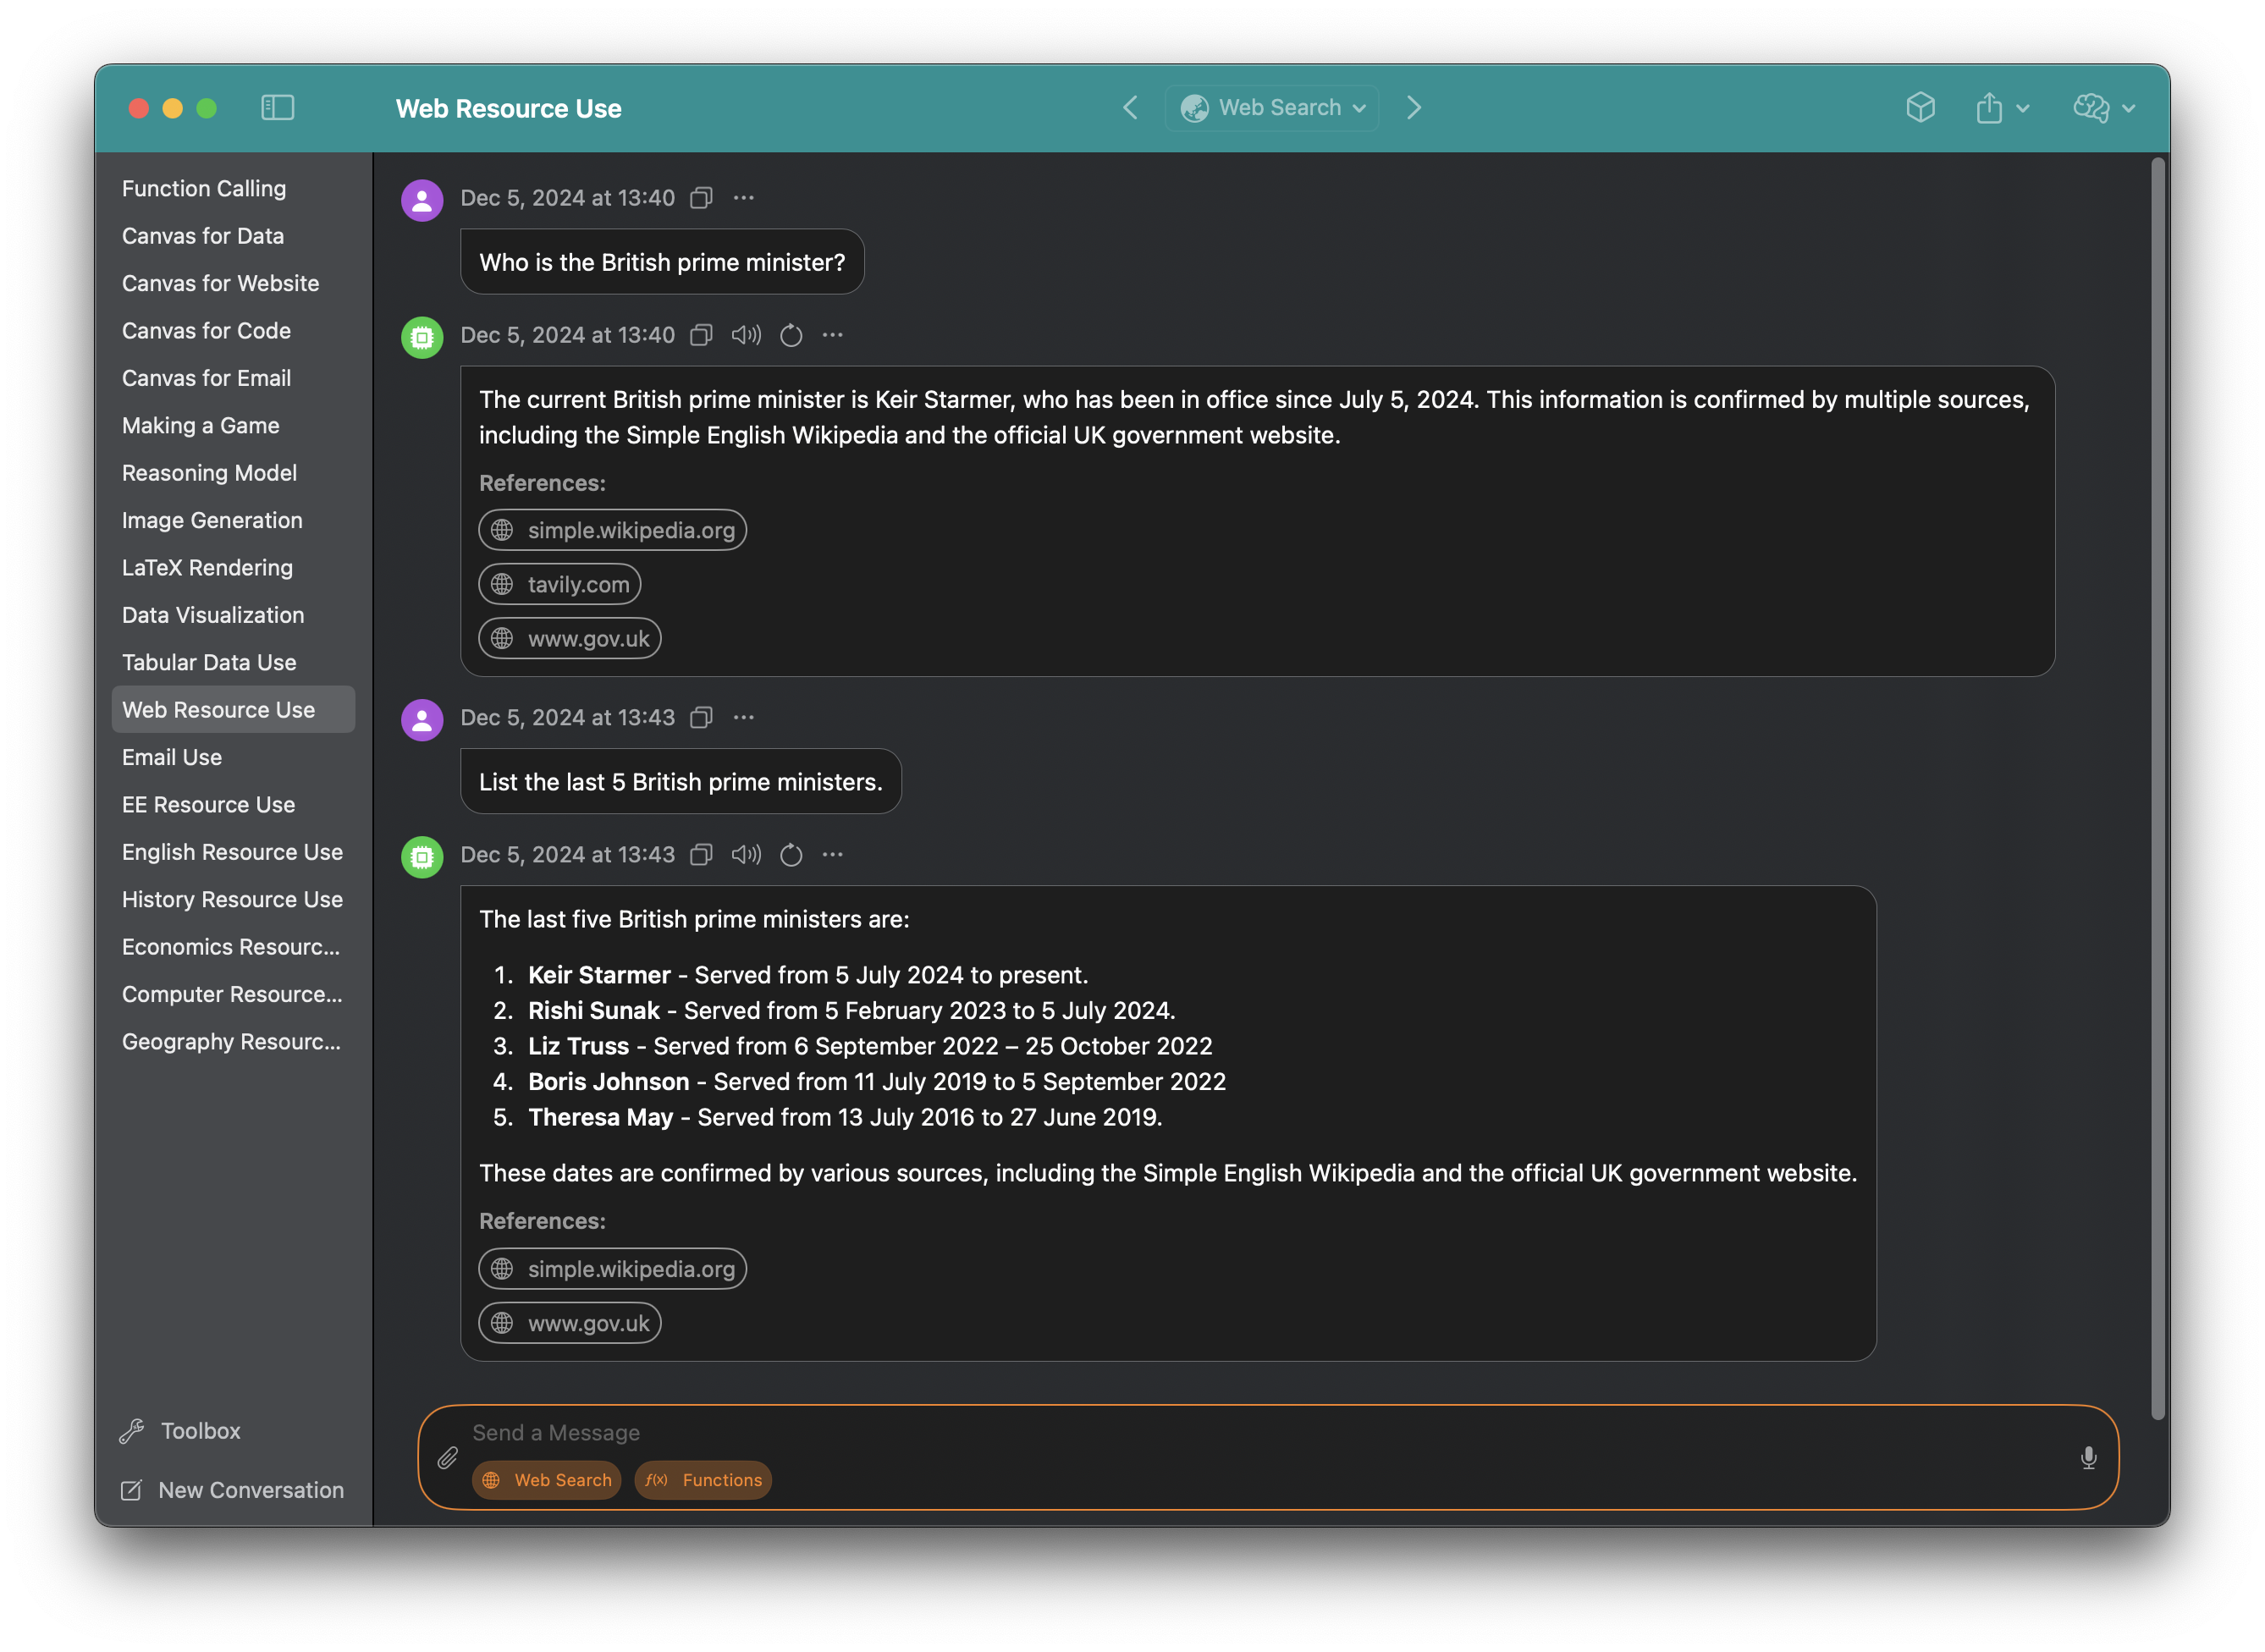 Web Resource Use
Web Search
Function Calling
Canvas for Data
Canvas for Website
Canvas for Code
Canvas for Email
Making a Game
Reasoning Model
Image Generation
LaTeX Rendering
Data Visualization
Tabular Data Use
Web Resource Use
Email Use
EE Resource Use
English Resource Use
History Resource Use
Economics Resourc...
Computer Resource...
Geography Resourc...
Toolbox
New Conversation
Dec 5, 2024 at 13:40
Who is the British prime minister?
Dec 5, 2024 at 13:40
The current British prime minister is Keir Starmer, who has been in office since July 5, 2024. This information is confirmed by multiple sources,
including the Simple English Wikipedia and the official UK government website.
References:
simple.wikipedia.org
tavily.com
www.gov.uk
Dec 5, 2024 at 13:43
List the last 5 British prime ministers.
Dec 5, 2024 at 13:43
The last five British prime ministers are:
1. Keir Starmer - Served from 5 July 2024 to present.
2. Rishi Sunak - Served from 5 February 2023 to 5 July 2024.
3. Liz Truss - Served from 6 September 2022 – 25 October 2022
4. Boris Johnson - Served from 11 July 2019 to 5 September 2022
5. Theresa May - Served from 13 July 2016 to 27 June 2019.
These dates are confirmed by various sources, including the Simple English Wikipedia and the official UK government website.
References:
simple.wikipedia.org
www.gov.uk
Send a Message
Web Search
f(x) Functions